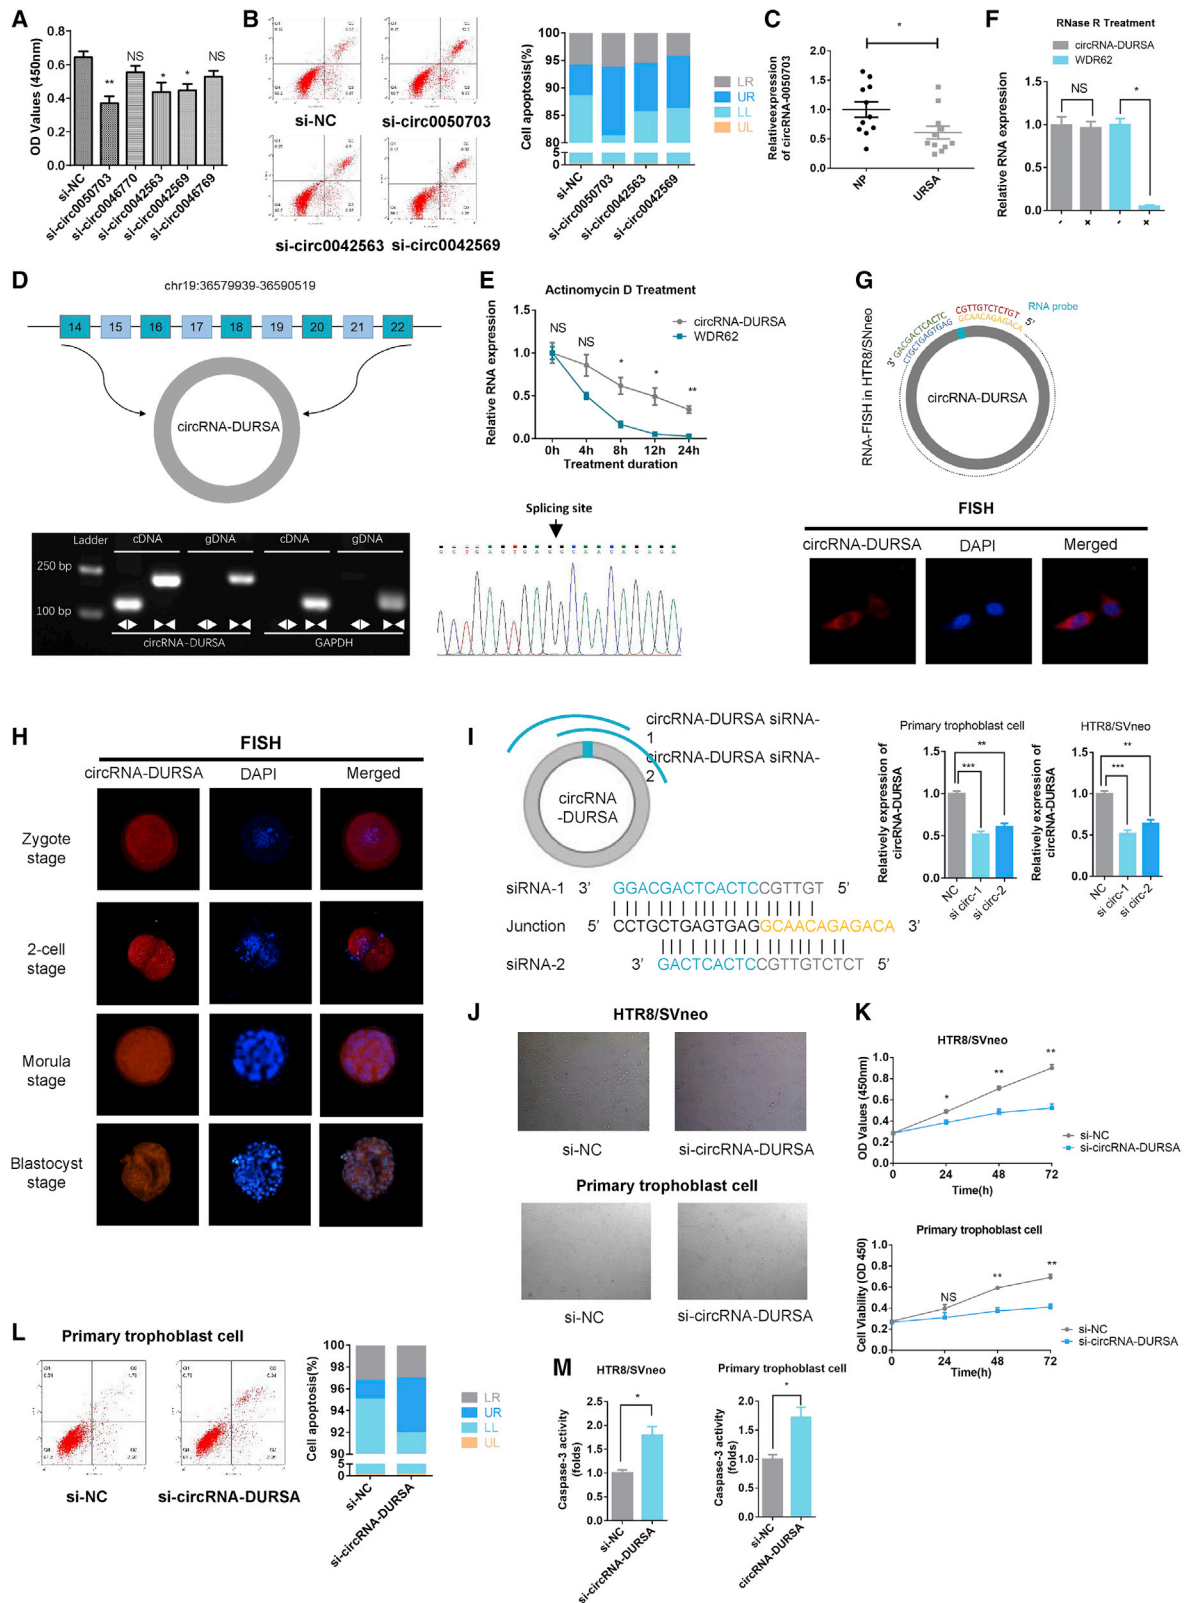 A
OD Values (450nm)
0.8
0.6
0.4
0.2
0.0
**
NS
*
*
NS
si-NC
si-circ0050703
si-circ0046770
si-circ0042563
si-circ0042569
si-circ0046769
B
si-NC
si-circ0050703
si-circ0042563
si-circ0042569
Cell apoptosis(%)
100
95
90
85
80
5
0
LR
UR
LL
UL
si-NC
si-circ0050703
si-circ0042563
si-circ0042569
C
*
Relativeexpression
of circRNA-0050703
2.0
1.5
1.0
0.5
0.0
NP
URSA
F
RNase R Treatment
circRNA-DURSA
WDR62
Relative RNA expression
1.5
1.0
0.5
0.0
NS
*
- + - +
D
chr19:36579939-36590519
14 15 16 17 18 19 20 21 22
circRNA-DURSA
Ladder cDNA gDNA cDNA gDNA
250 bp
100 bp
circRNA-DURSA GAPDH
Splicing site
G C T G A G T G A G G C A A C A G A G A
E
Actinomycin D Treatment
Relative RNA expression
1.5
1.0
0.5
0.0
NS
NS
*
*
**
circRNA-DURSA
WDR62
0h 4h 8h 12h 24h
Treatment duration
G
RNA-FISH in HTR8/SNneo
3' GACGACTCACTC CGTTGTCTCTGT 5'
CTGCTGAGTGAG GCAACAGAGACA
RNA probe
circRNA-DURSA
FISH
circRNA-DURSA DAPI Merged
H
FISH
circRNA-DURSA DAPI Merged
Zygote
stage
2-cell
stage
Morula
stage
Blastocyst
stage
I
circRNA-DURSA siRNA-
1
circRNA-DURSA siRNA-
2
circRNA
-DURSA
siRNA-1 3’ GGACGACTCACTCCGTTGT 5’
Junction 5’ CCTGCTGAGTGAGGCAACAGAGACA 3’
siRNA-2 3’ GACTCACTCCGTTGTCTCT 5’
Primary trophoblast cell
Relatively expression of
circRNA-DURSA
1.5
1.0
0.5
0.0
**
***
NC
si circ-1
si circ-2
HTR8/SVneo
Relatively expression of
circRNA-DURSA
1.5
1.0
0.5
0.0
**
***
NC
si circ-1
si circ-2
J
HTR8/SVneo
si-NC si-circRNA-DURSA
Primary trophoblast cell
si-NC si-circRNA-DURSA
K
HTR8/SVneo
OD Values (450nm)
1.0
0.8
0.6
0.4
0.2
0.0
*
**
**
si-NC
si-circRNA-DURSA
0 24 48 72
Time(h)
Primary trophoblast cell
Cell Viability (OD 450)
1.0
0.8
0.6
0.4
0.2
0.0
NS
**
**
si-NC
si-circRNA-DURSA
0 24 48 72
Time(h)
L
Primary trophoblast cell
si-NC si-circRNA-DURSA
Cell apoptosis(%)
100
98
96
94
92
90
5
0
LR
UR
LL
UL
si-NC
si-circRNA-DURSA
M
HTR8/SVneo
Caspase-3 activity
(folds)
2.5
2.0
1.5
1.0
0.5
0.0
*
si-NC
si-circRNA-DURSA
Primary trophoblast cell
Caspase-3 activity
(folds)
2.0
1.5
1.0
0.5
0.0
*
si-NC
circRNA-DURSA